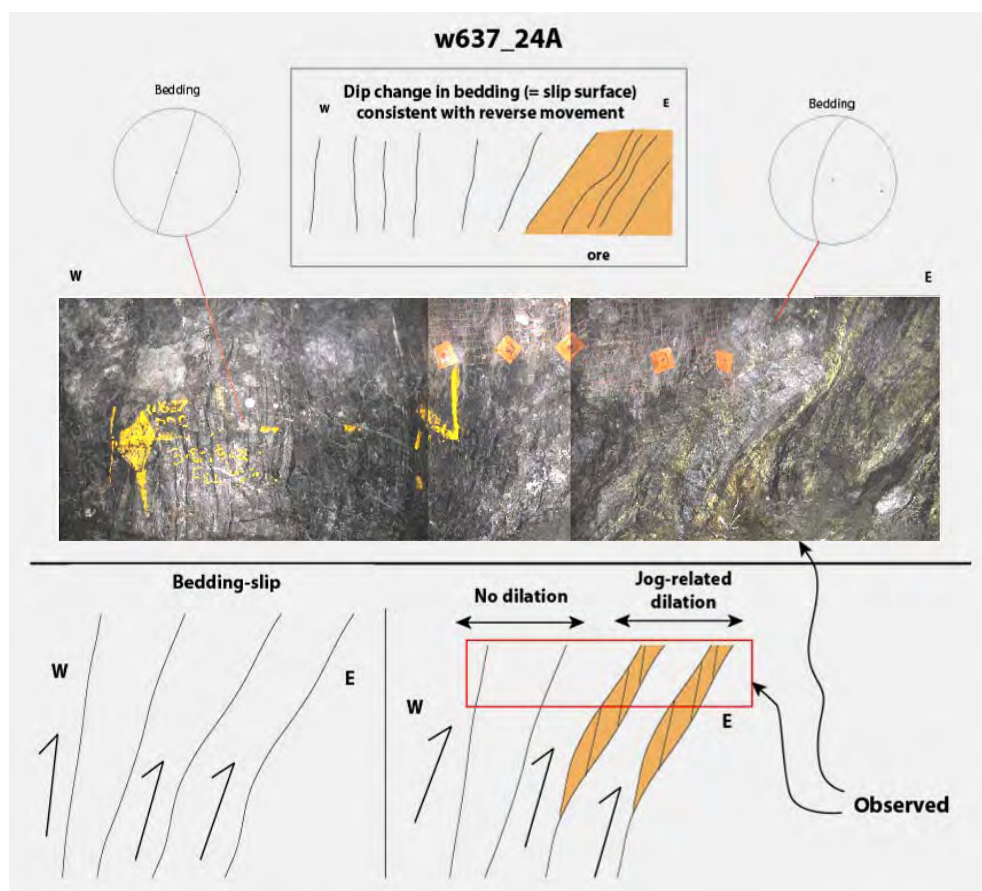 w637_24A
Bedding
Dip change in bedding (= slip surface)
consistent with reverse movement
W
E
Bedding
ore
W
E
Bedding-slip
No dilation
Jog-related
dilation
W
E
W
E
Observed